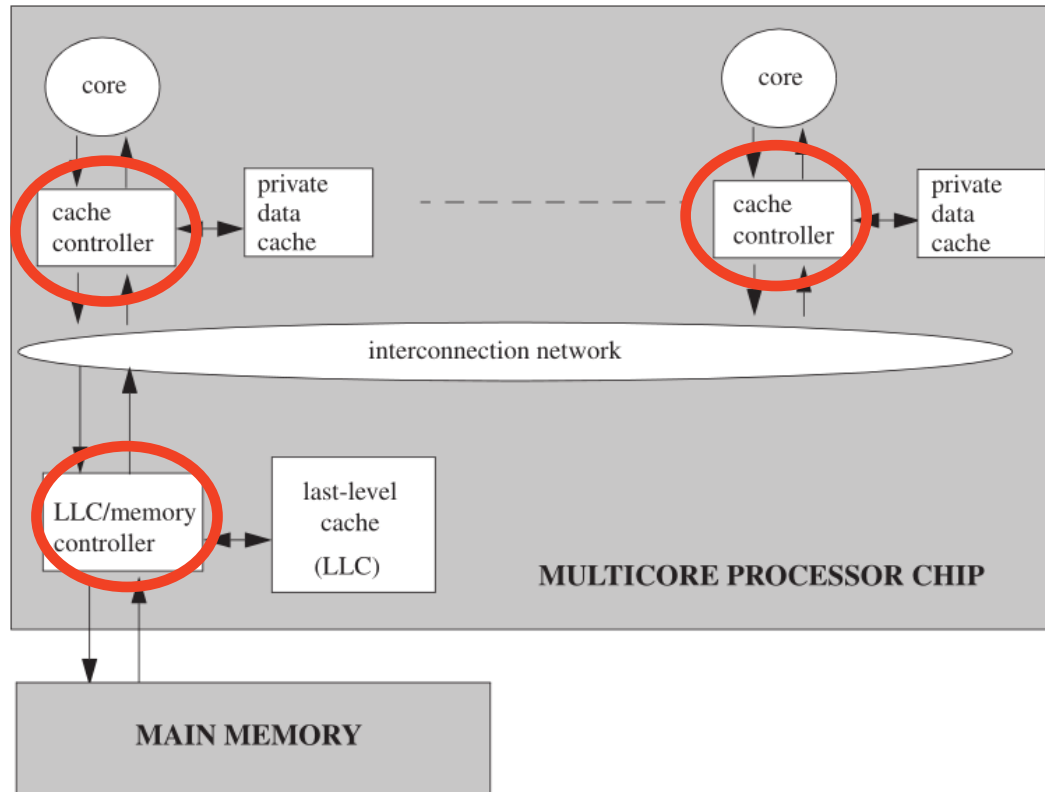 core
core
cache
controller
private
data
cache
cache
controller
private
data
cache
interconnection network
LLC/memory
controller
last-level
cache
(LLC)
MULTICORE PROCESSOR CHIP
MAIN MEMORY